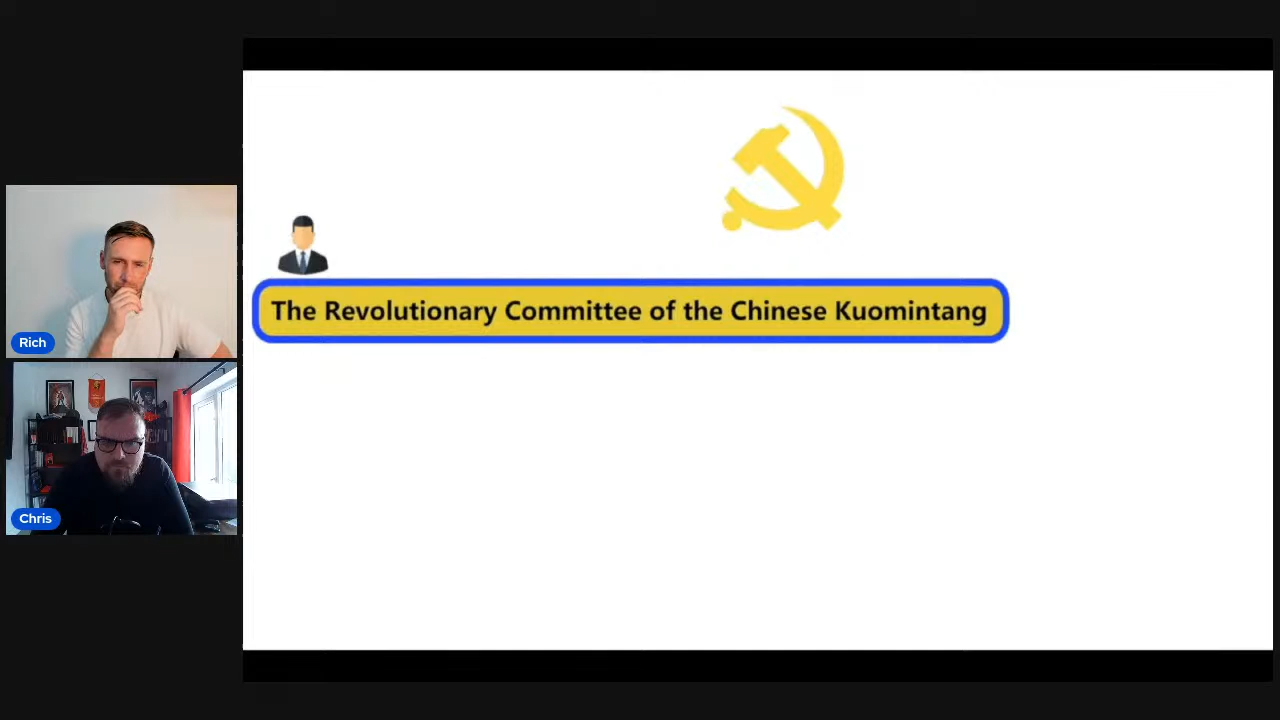 The Revolutionary Committee of the Chinese Kuomintang
Rich
Chris